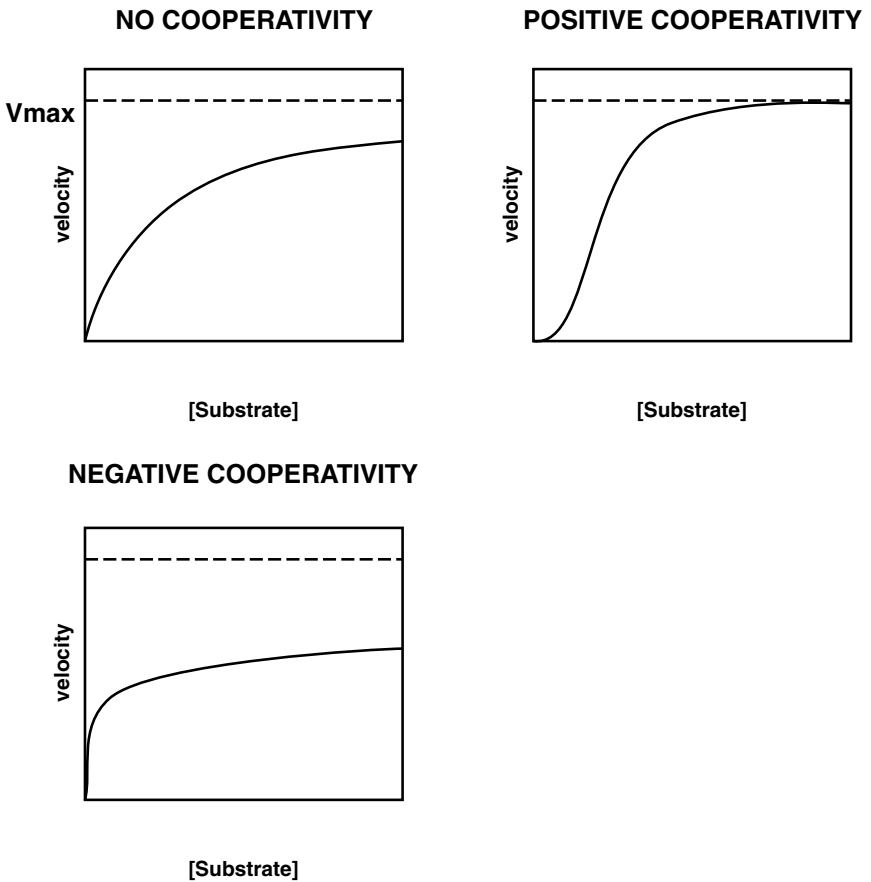 NO COOPERATIVITY
POSITIVE COOPERATIVITY
Vmax
velocity
velocity
[Substrate]
[Substrate]
NEGATIVE COOPERATIVITY
velocity
[Substrate]